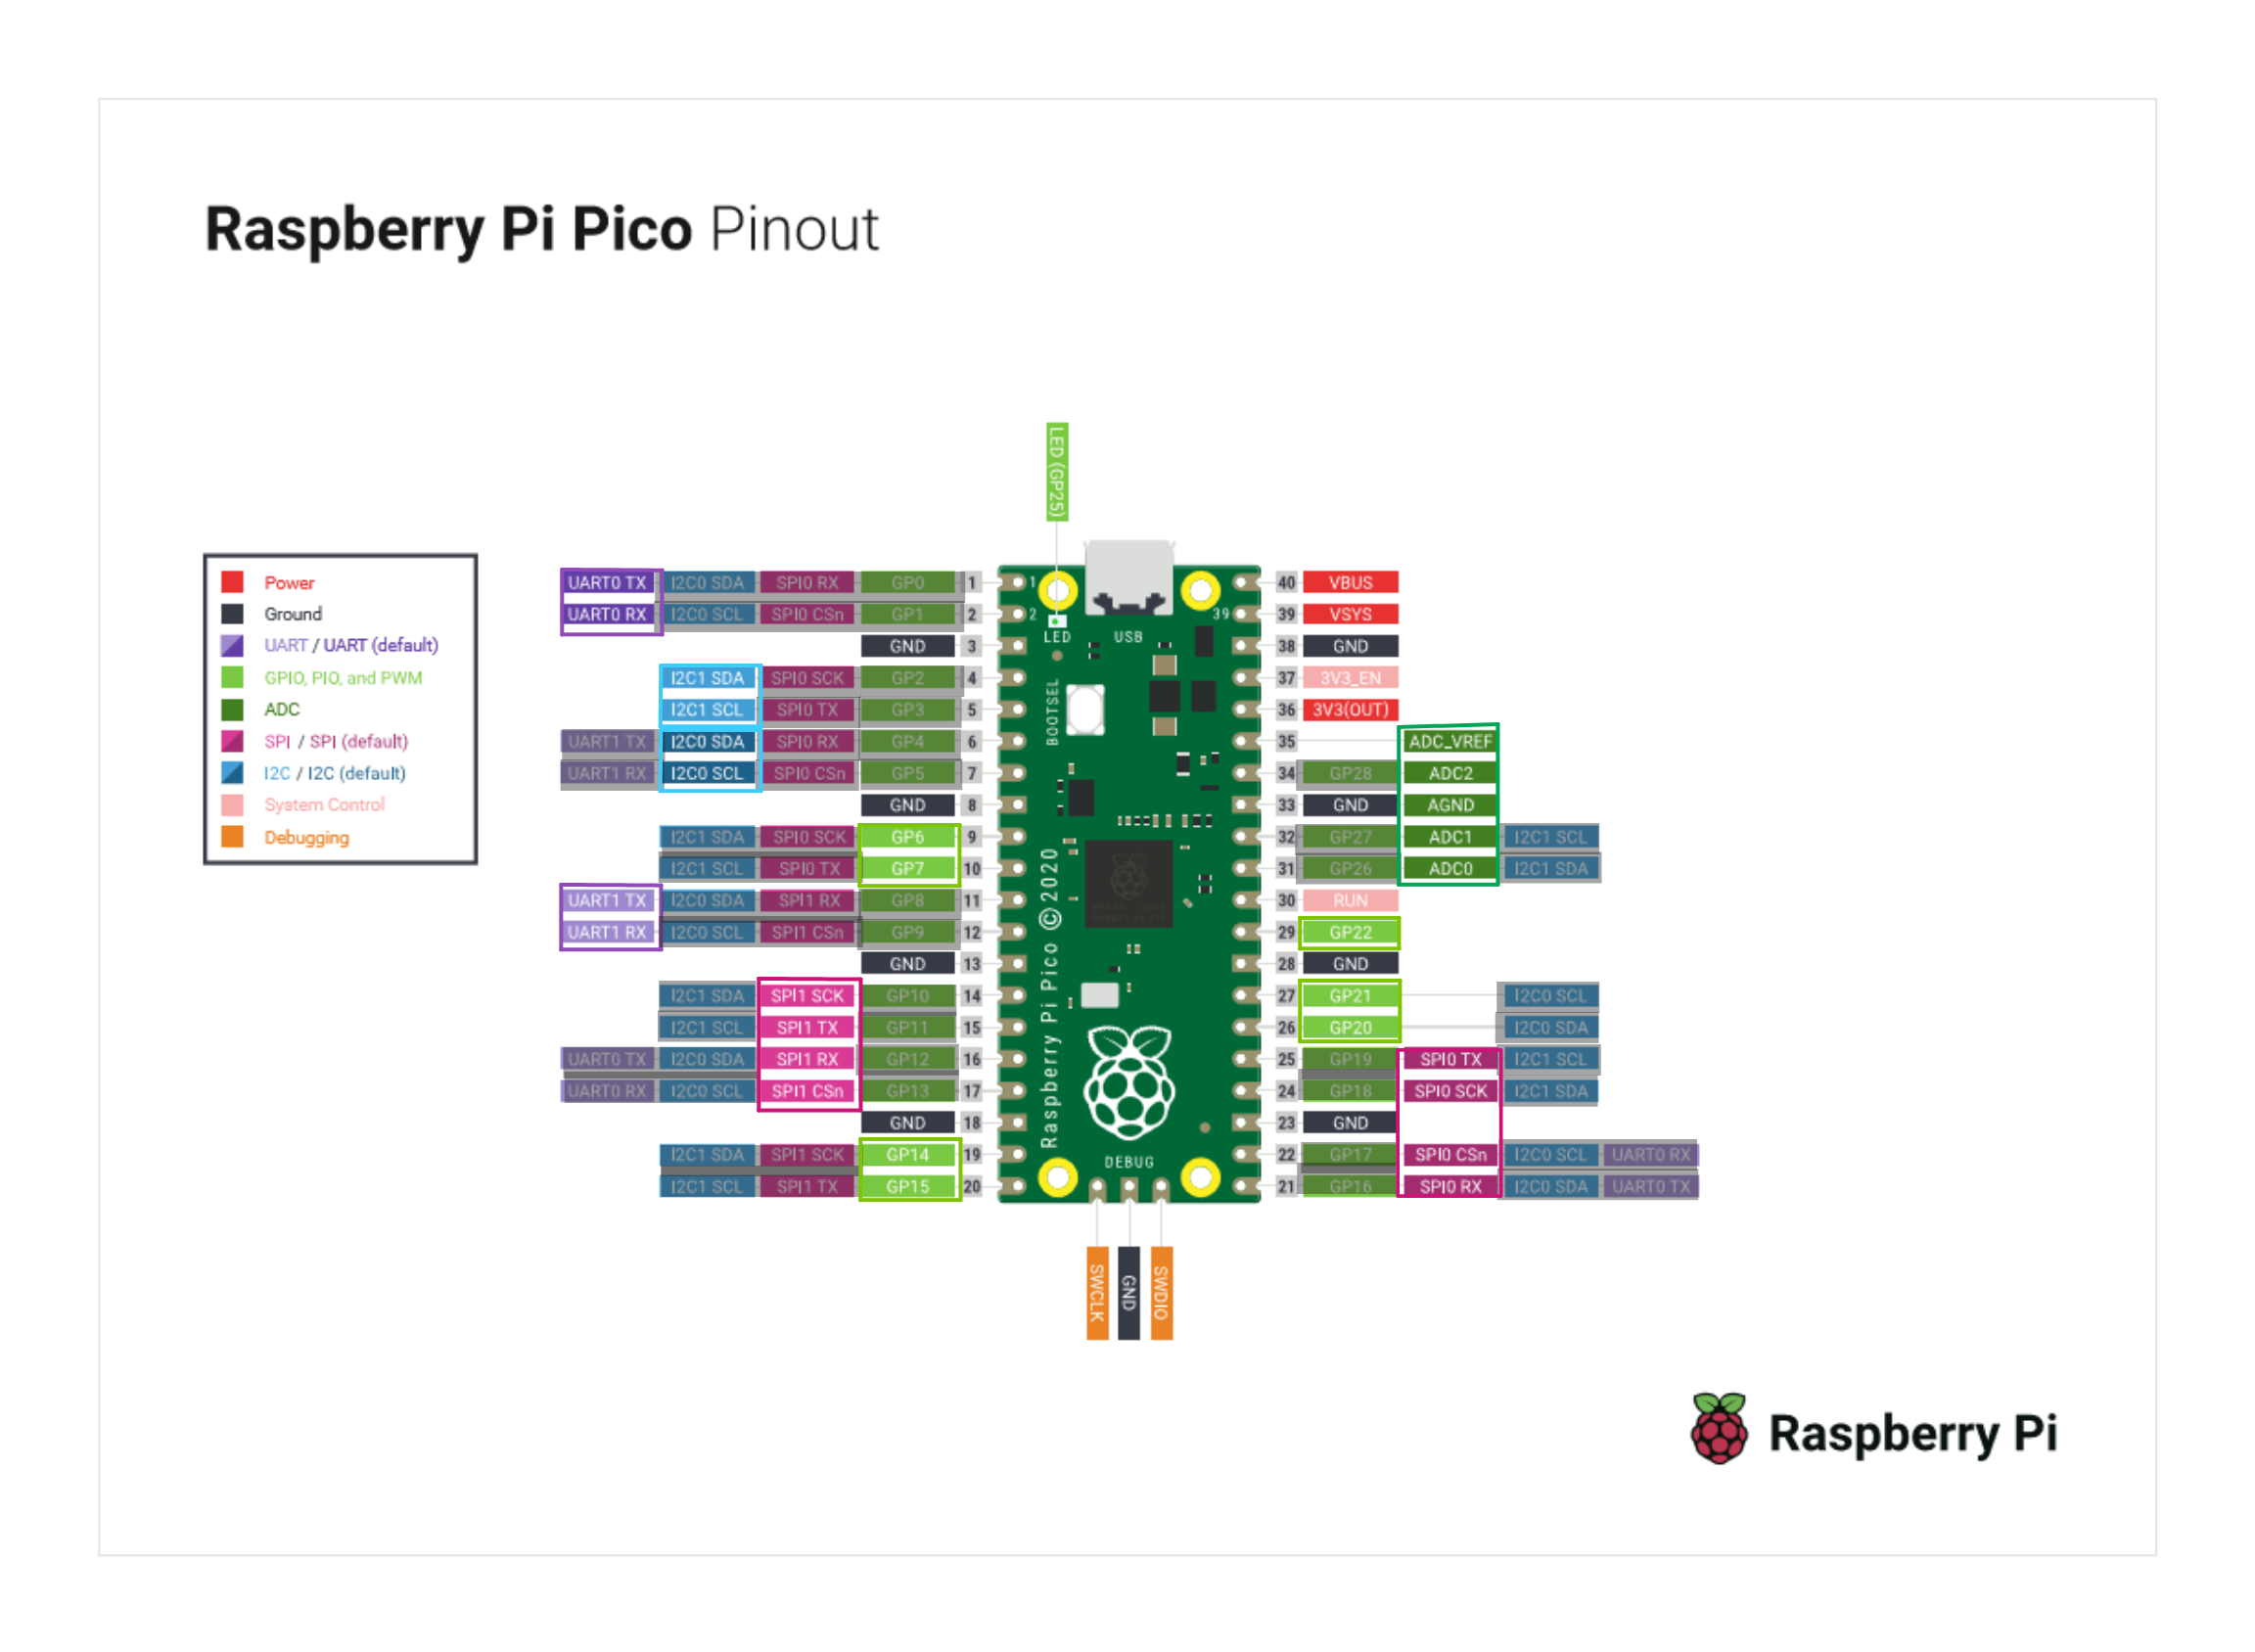 Raspberry Pi Pico Pinout
LED (GP25)
Power
Ground
UART / UART (default)
GPIO, PIO, and PWM
ADC
SPI / SPI (default)
I2C / I2C (default)
System Control
Debugging
UART0 TX I2C0 SDA SPI0 RX GP0 1
UART0 RX I2C0 SCL SPI0 CSn GP1 2
GND 3
I2C1 SDA SPI0 SCK GP2 4
I2C1 SCL SPI0 TX GP3 5
UART1 TX I2C0 SDA SPI0 RX GP4 6
UART1 RX I2C0 SCL SPI0 CSn GP5 7
GND 8
I2C1 SDA SPI0 SCK GP6 9
I2C1 SCL SPI0 TX GP7 10
UART1 TX I2C0 SDA SPI1 RX GP8 11
UART1 RX I2C0 SCL SPI1 CSn GP9 12
GND 13
I2C1 SDA SPI1 SCK GP10 14
I2C1 SCL SPI1 TX GP11 15
UART0 TX I2C0 SDA SPI1 RX GP12 16
UART0 RX I2C0 SCL SPI1 CSn GP13 17
GND 18
I2C1 SDA SPI1 SCK GP14 19
I2C1 SCL SPI1 TX GP15 20
1
2
39
LED
USB
BOOTSEL
Raspberry Pi Pico ©2020
DEBUG
40 VBUS
39 VSYS
38 GND
37 3V3_EN
36 3V3(OUT)
35 ADC_VREF
34 GP28 ADC2
33 GND AGND
32 GP27 ADC1 I2C1 SCL
31 GP26 ADC0 I2C1 SDA
30 RUN
29 GP22
28 GND
27 GP21 I2C0 SCL
26 GP20 I2C0 SDA
25 GP19 SPI0 TX I2C1 SCL
24 GP18 SPI0 SCK I2C1 SDA
23 GND
22 GP17 SPI0 CSn I2C0 SCL UART0 RX
21 GP16 SPI0 RX I2C0 SDA UART0 TX
SWCLK
GND
SWDIO
Raspberry Pi